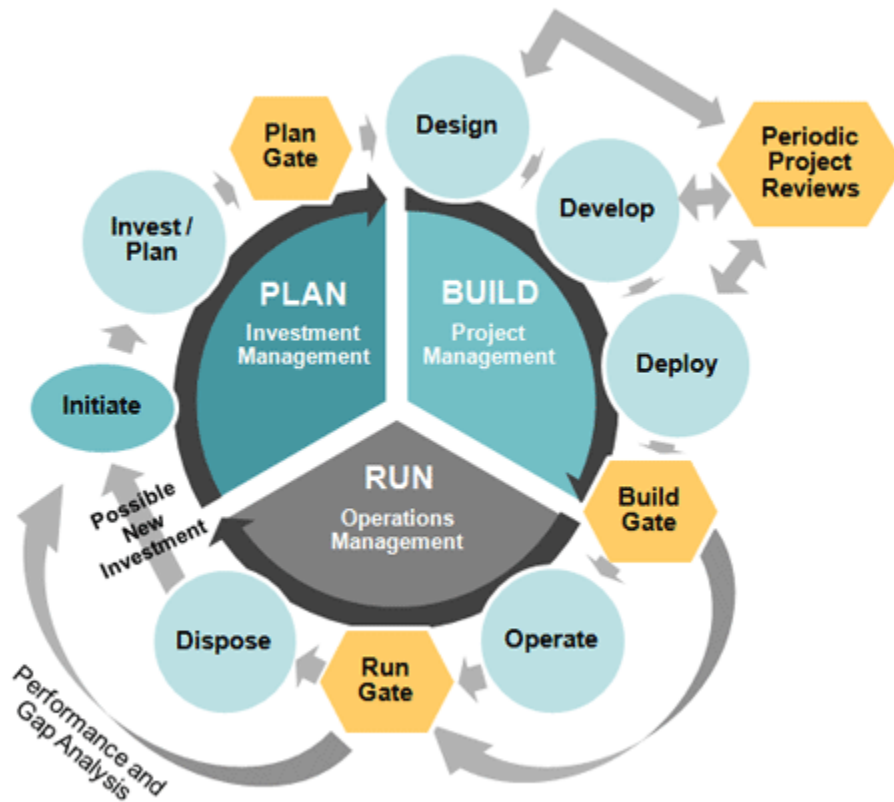 Design
Plan
Gate
Periodic
Project
Reviews
Develop
Invest /
Plan
PLAN
Investment
Management
BUILD
Project
Management
Deploy
Initiate
RUN
Operations
Management
Build
Gate
Possible
New
Investment
Dispose
Run
Gate
Operate
Performance and
Gap Analysis